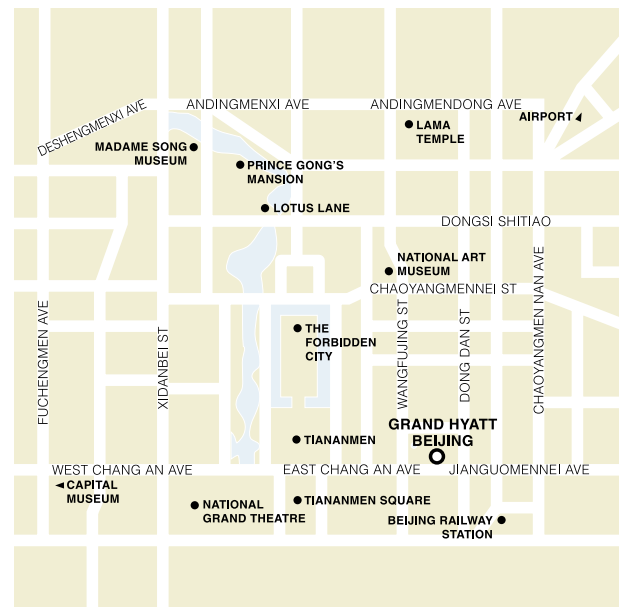 DESHENGMENXI AVE
ANDINGMENXI AVE
ANDINGMENDONG AVE
AIRPORT
LAMA
TEMPLE
MADAME SONG
MUSEUM
PRINCE GONG'S
MANSION
LOTUS LANE
DONGSI SHITIAO
NATIONAL ART
MUSEUM
CHAOYANGMENNEI ST
FUCHENGMEN AVE
XIDANBEI ST
THE
FORBIDDEN
CITY
WANGFUJING ST
DONG DAN ST
CHAOYANGMEN NAN AVE
GRAND HYATT
BEIJING
TIANANMEN
WEST CHANG AN AVE
EAST CHANG AN AVE
JIANGUOMENNEI AVE
CAPITAL
MUSEUM
NATIONAL
GRAND THEATRE
TIANANMEN SQUARE
BEIJING RAILWAY
STATION